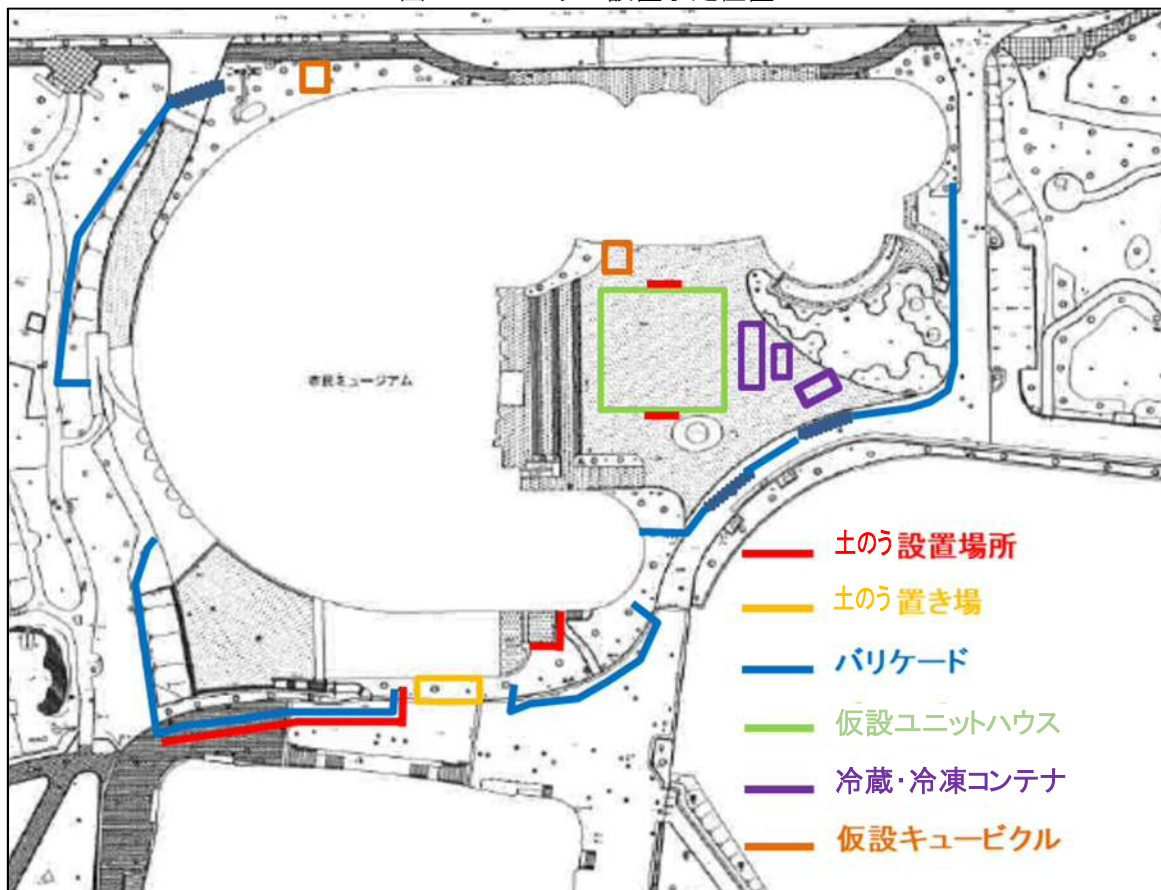 市民ミュージアム
土のう設置場所
土のう置き場
バリケード
仮設ユニットハウス
冷蔵・冷凍コンテナ
仮設キュービクル